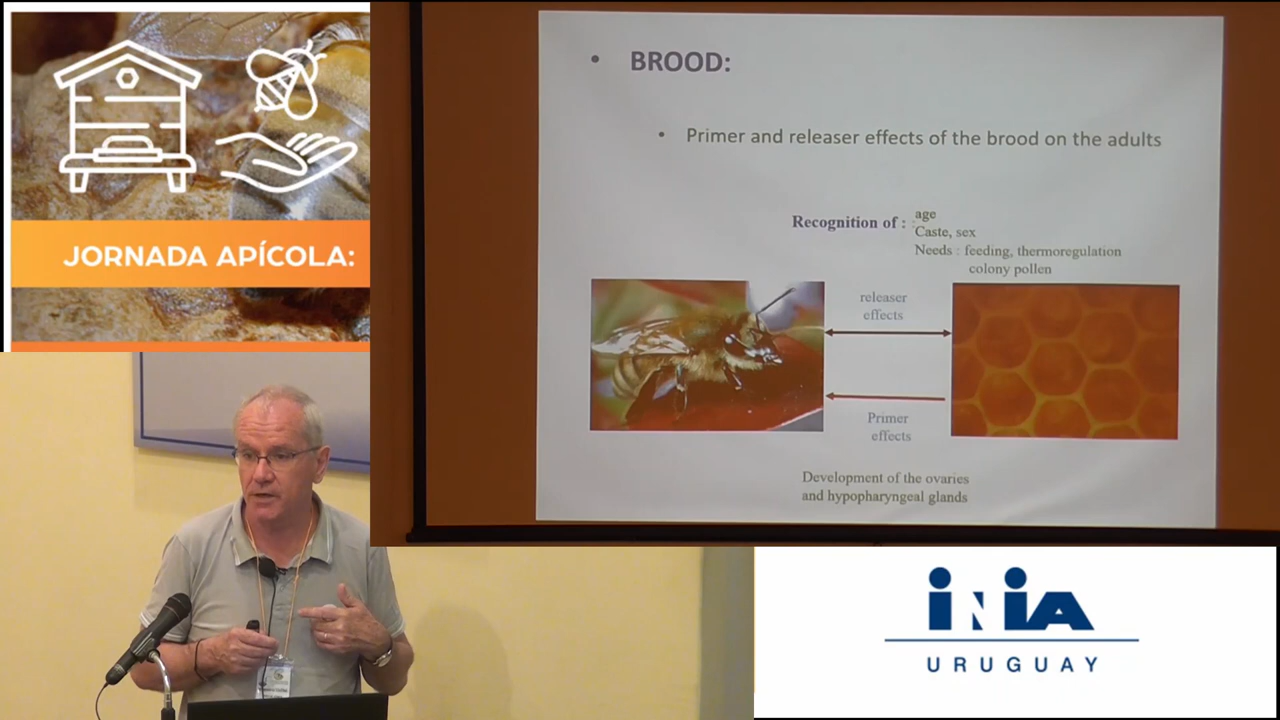 JORNADA APÍCOLA:
• BROOD:
• Primer and releaser effects of the brood on the adults
Recognition of : age
Caste, sex
Needs : feeding, thermoregulation
colony pollen
releaser
effects
Primer
effects
Development of the ovaries
and hypopharyngeal glands
iNiA
URUGUAY